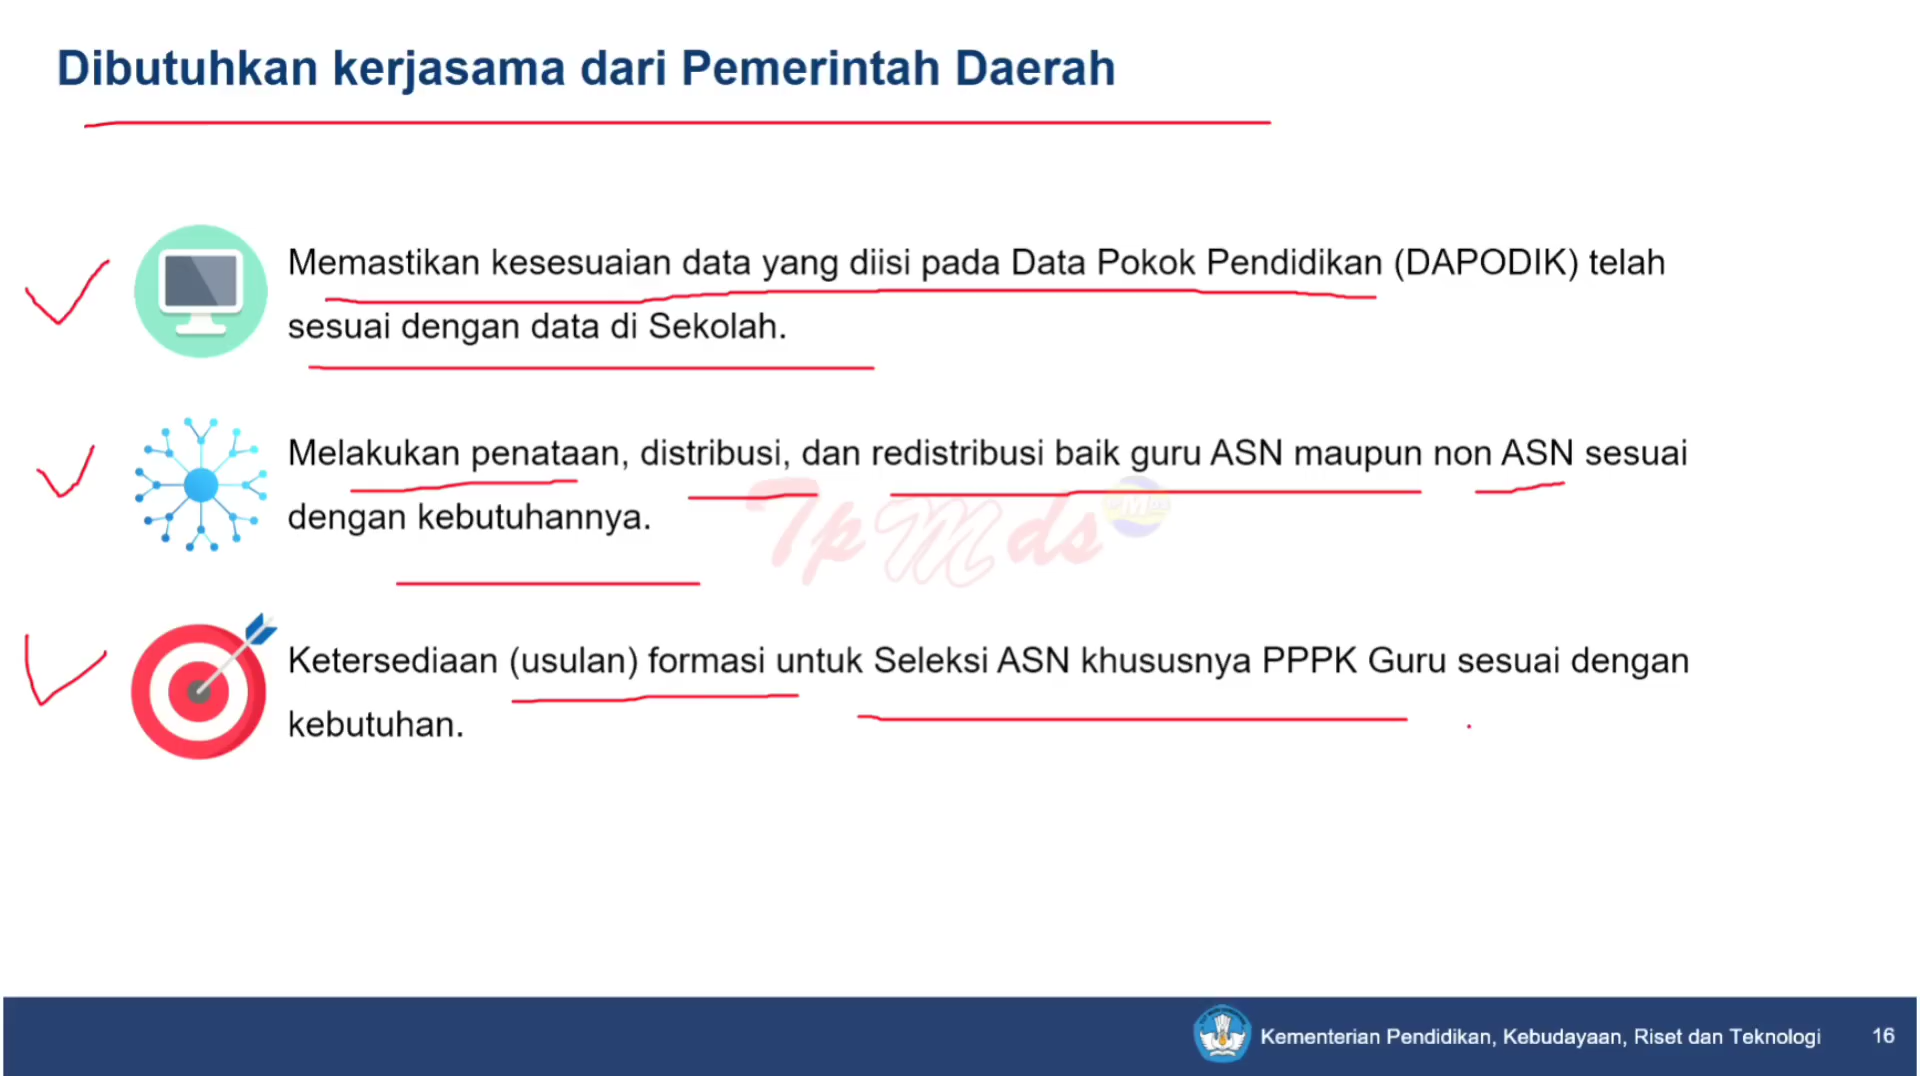 Dibutuhkan kerjasama dari Pemerintah Daerah
Memastikan kesesuaian data yang diisi pada Data Pokok Pendidikan (DAPODIK) telah
sesuai dengan data di Sekolah.
Melakukan penataan, distribusi, dan redistribusi baik guru ASN maupun non ASN sesuai
dengan kebutuhannya.
TpMds
Ketersediaan (usulan) formasi untuk Seleksi ASN khususnya PPPK Guru sesuai dengan
kebutuhan.
Kementerian Pendidikan, Kebudayaan, Riset dan Teknologi
16